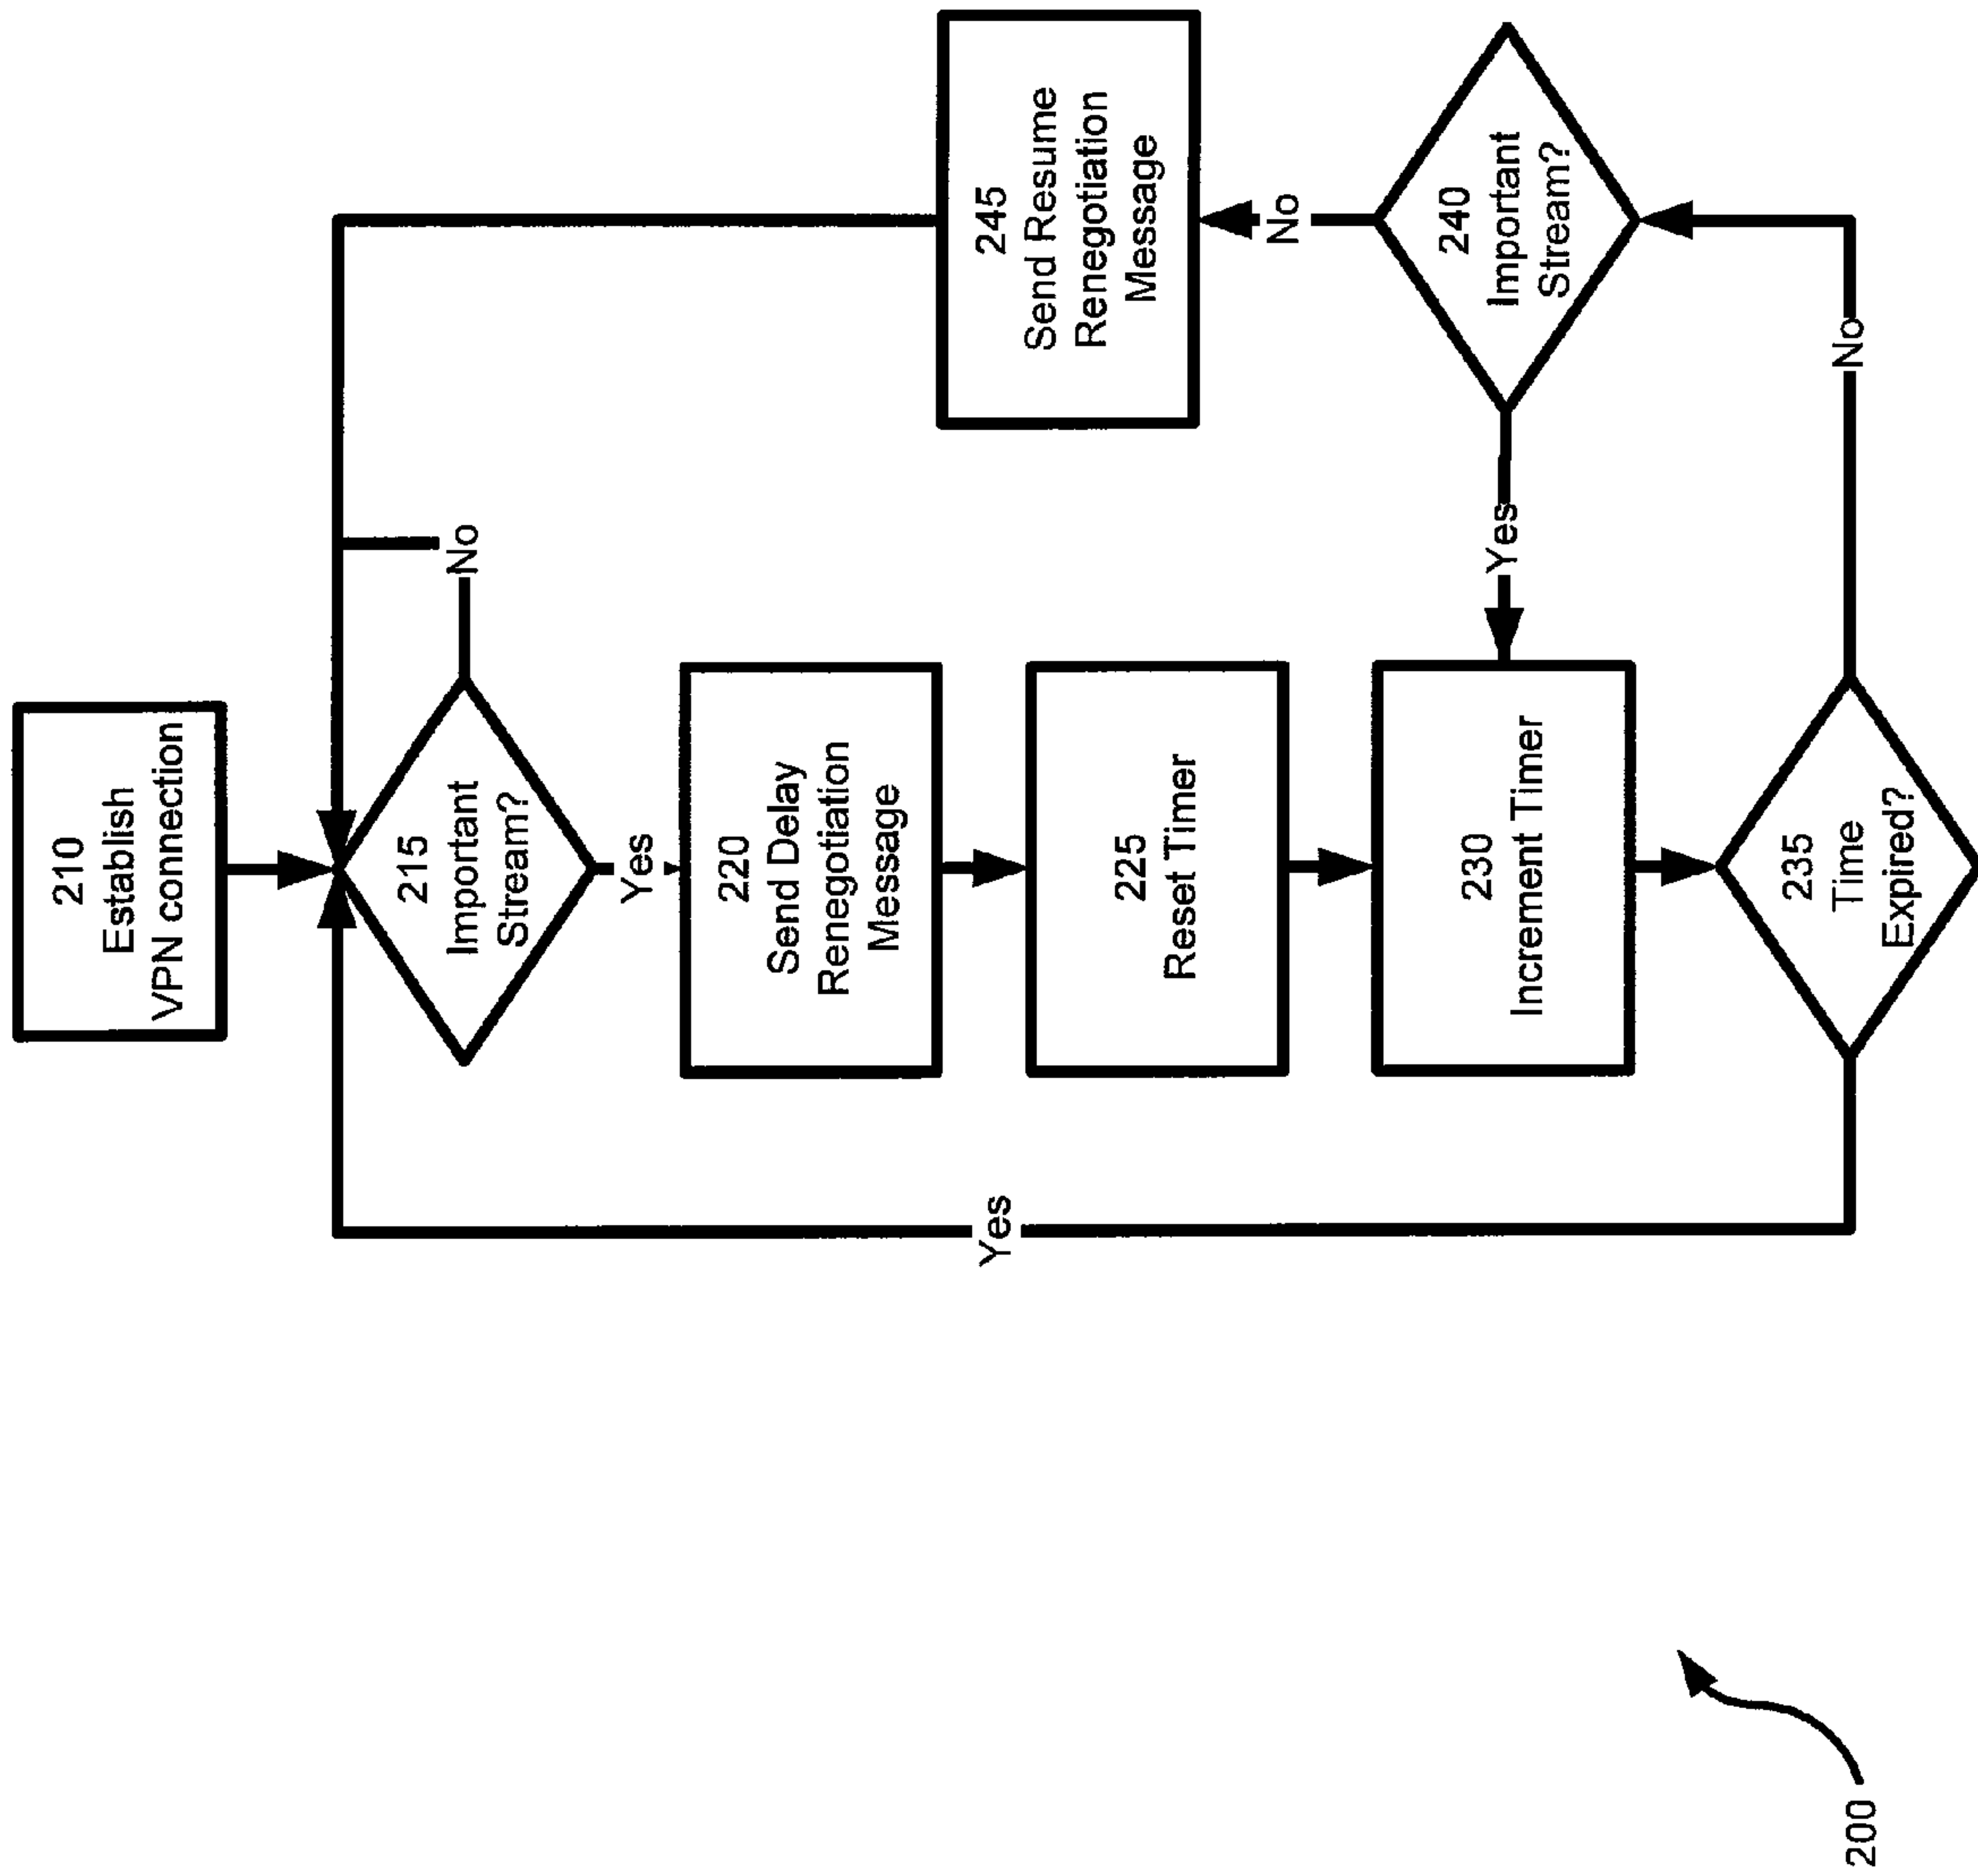 210
Establish
VPN connection
215
Important
Stream?
No
Yes
220
Send Delay
Renegotiation
Message
225
Reset Timer
230
Increment Timer
235
Time
Expired?
Yes
No
240
Important
Stream?
Yes
No
245
Send Resume
Renegotiation
Message
200